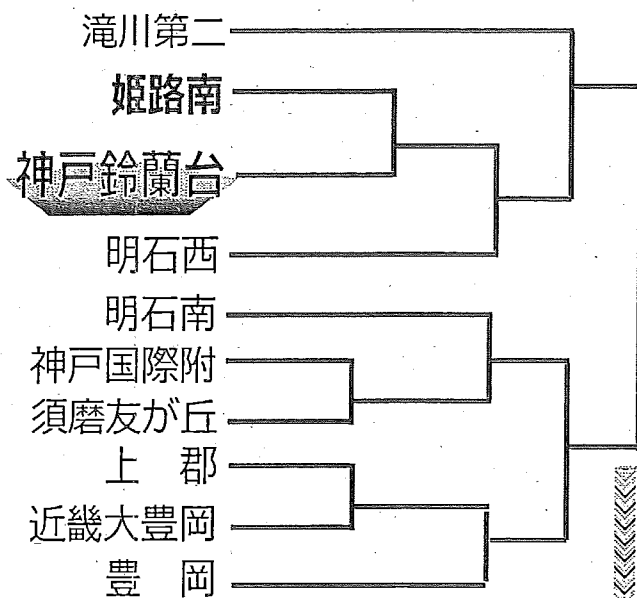 滝川第二
姫路南
神戸鈴蘭台
明石西
明石南
神戸国際附
須磨友が丘
上　郡
近畿大豊岡
豊　岡